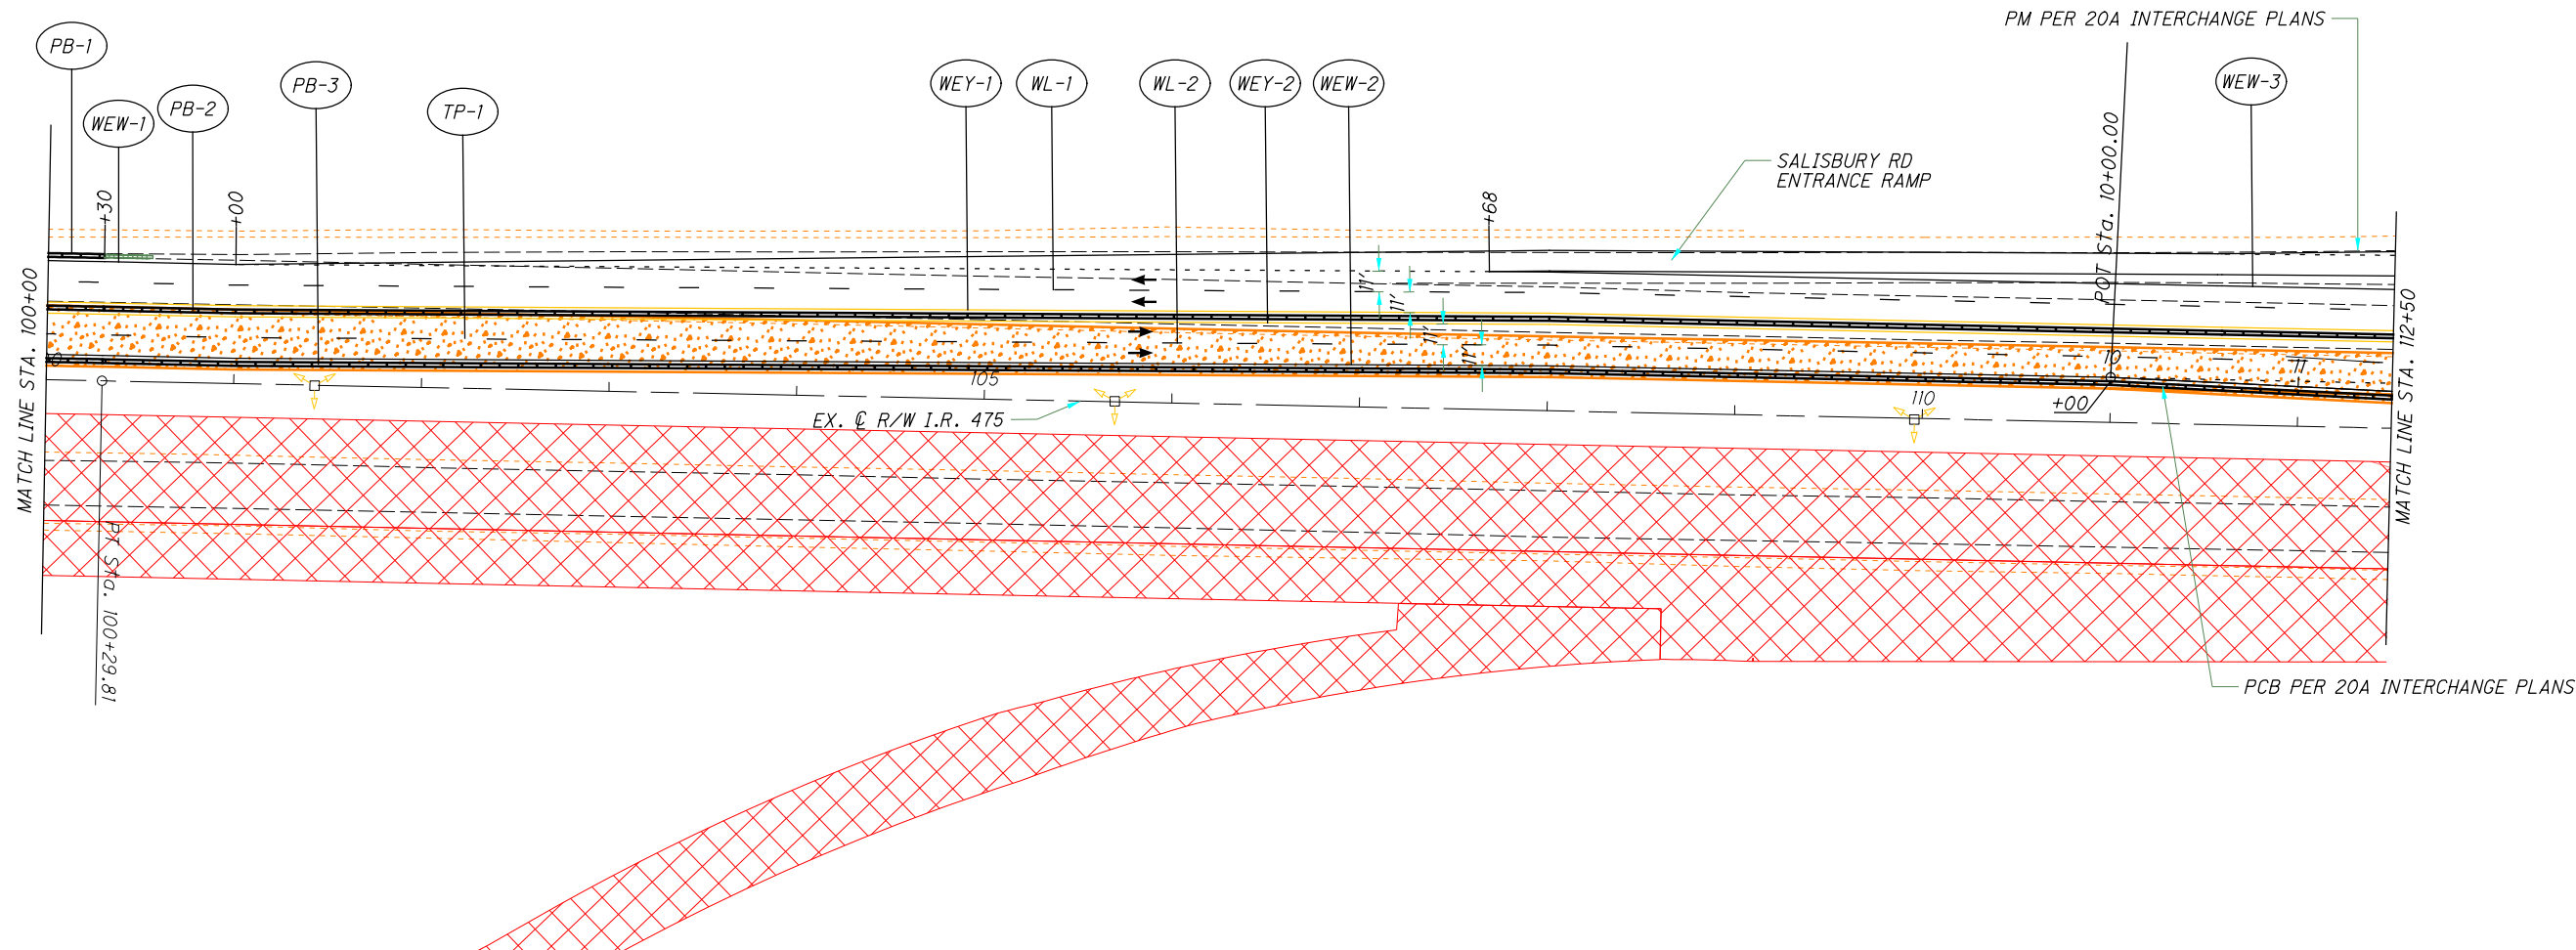 PM PER 20A INTERCHANGE PLANS
PB-1
WEW-1
PB-2
PB-3
TP-1
WEY-1
WL-1
WL-2
WEY-2
WEW-2
WEW-3
+30
+00
+68
SALISBURY RD
ENTRANCE RAMP
POT Sta. 10+00.00
MATCH LINE STA. 100+00
MATCH LINE STA. 112+50
11'
11'
11'
11'
0
105
10
11
110
+00
EX. ℄ R/W I.R. 475
PT Sta. 100+29.81
PCB PER 20A INTERCHANGE PLANS